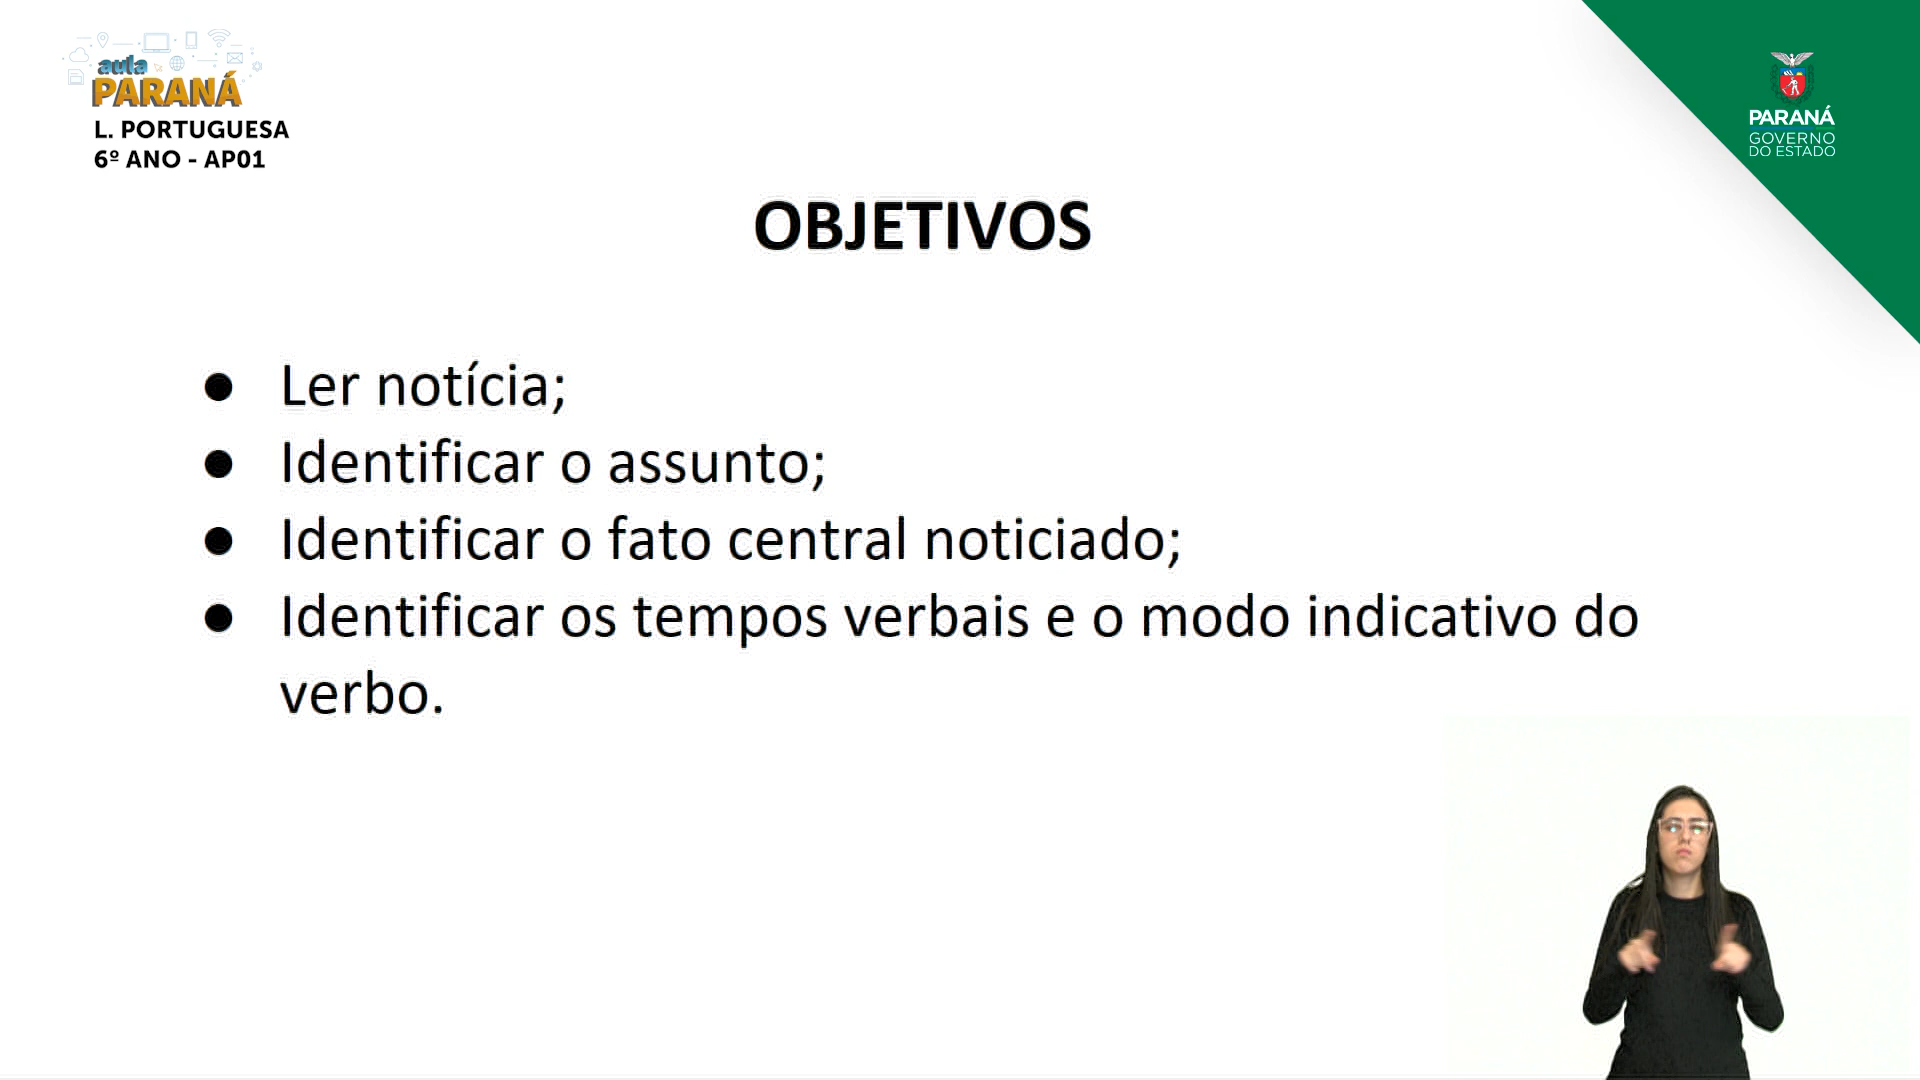 aula
PARANÁ
L. PORTUGUESA
6º ANO - AP01
PARANÁ
GOVERNO
DO ESTADO
OBJETIVOS
● Ler notícia;
● Identificar o assunto;
● Identificar o fato central noticiado;
● Identificar os tempos verbais e o modo indicativo do
verbo.